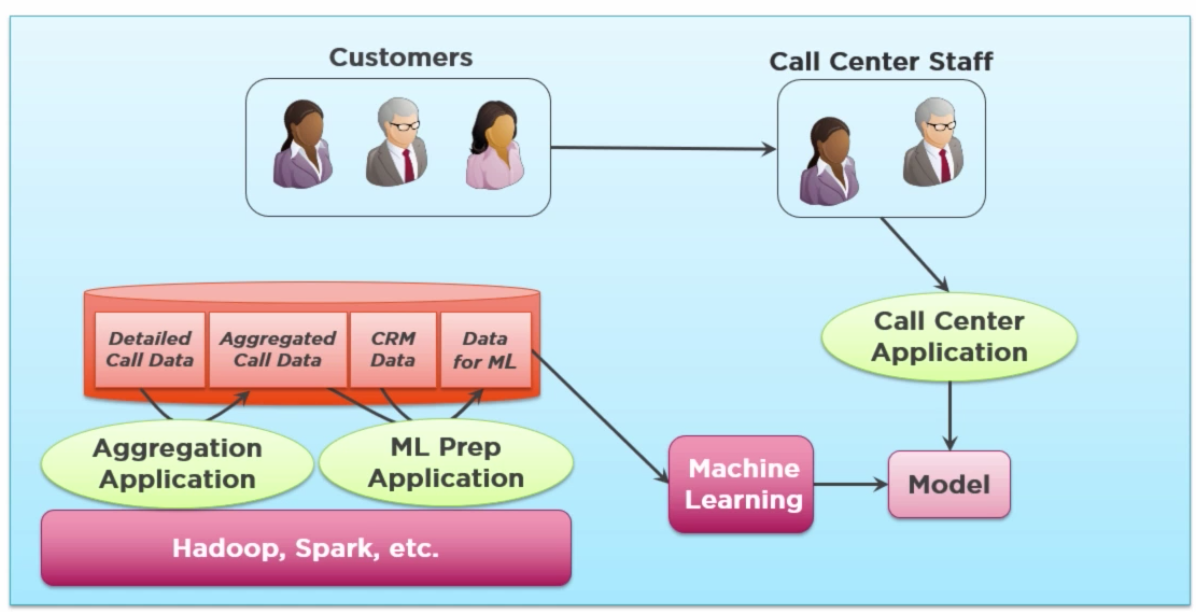 Customers
Call Center Staff
Detailed
Call Data
Aggregated
Call Data
CRM
Data
Data
for ML
Call Center
Application
Aggregation
Application
ML Prep
Application
Machine
Learning
Model
Hadoop, Spark, etc.